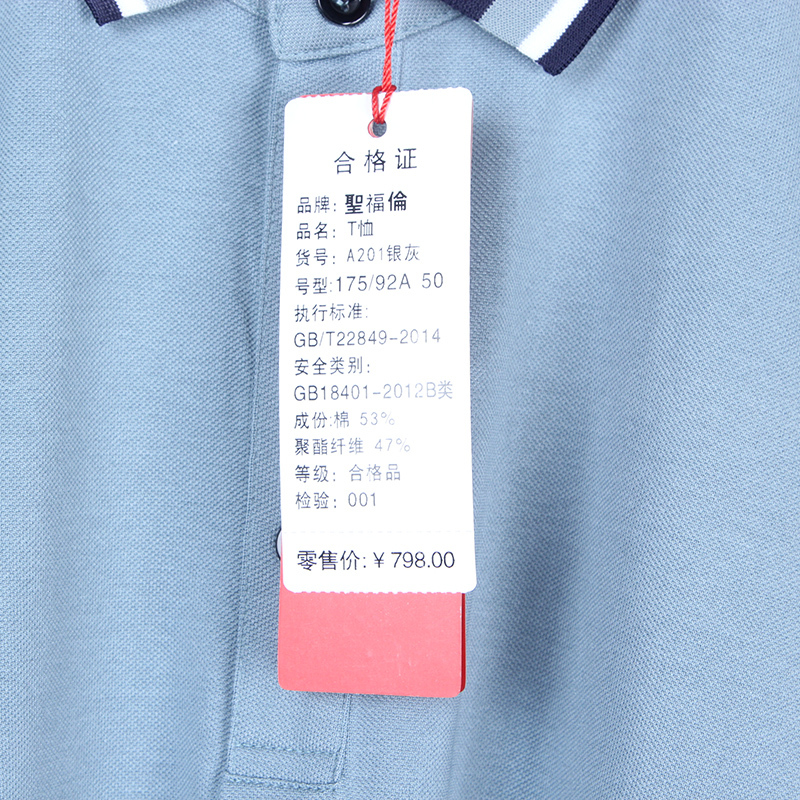 合格证
品牌：聖福倫
品名：T恤
货号：A201银灰
号型:175/92A 50
执行标准:
GB/T22849-2014
安全类别:
GB18401-2012B类
成份:棉 53%
聚酯纤维 47%
等级：合格品
检验：001
零售价:￥798.00